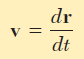 v = dr/dt